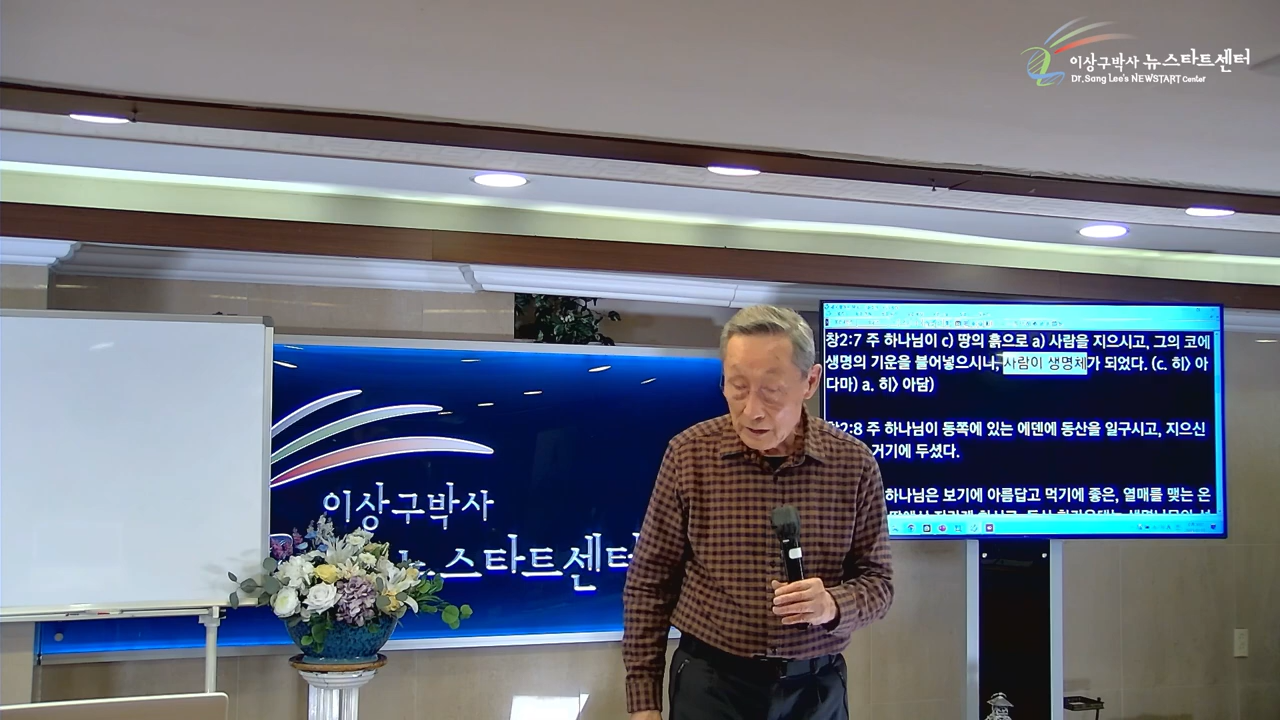 이상구박사 뉴스타트센터
Dr. Sang Lee's NEWSTART Center
창2:7 주 하나님이 c) 땅의 흙으로 a) 사람을 지으시고, 그의 코에
생명의 기운을 불어넣으시니, 사람이 생명체가 되었다. (c. 히> 아
다마) a. 히> 아담)
창2:8 주 하나님이 동쪽에 있는 에덴에 동산을 일구시고, 지으신
거기에 두셨다.
하나님은 보기에 아름답고 먹기에 좋은, 열매를 맺는 온
이상구박사
뉴스타트센터